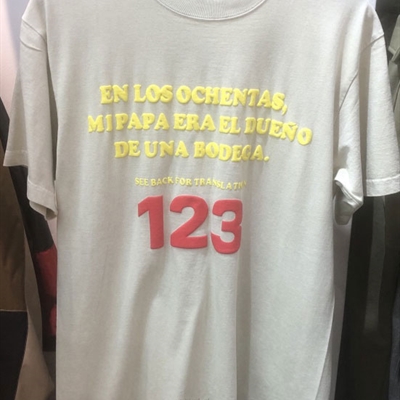 EN LOS OCHENTAS,
MI PAPA ERA EL DUEÑO
DE UNA BODEGA.
SEE BACK FOR TRANSLATION
123